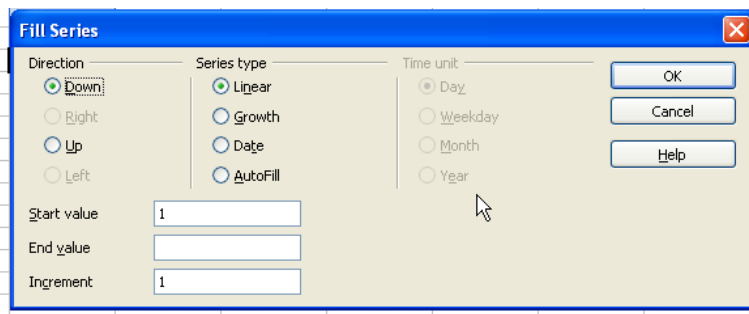 Fill Series
Direction
Down
Right
Up
Left
Series type
Linear
Growth
Date
AutoFill
Time unit
Day
Weekday
Month
Year
OK
Cancel
Help
Start value 1
End value
Increment 1